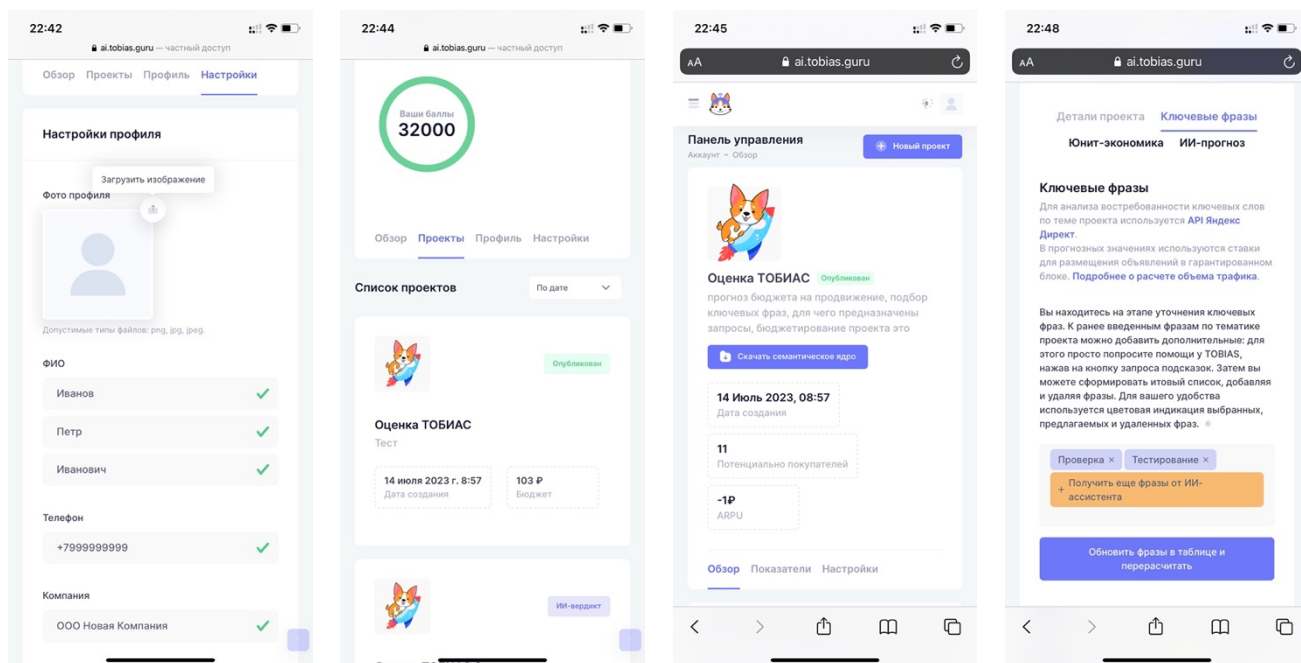 22:42
ai.tobias.guru — частный доступ
Обзор Проекты Профиль Настройки
Настройки профиля
Загрузить изображение
Фото профиля
Допустимые типы файлов: png, jpg, jpeg.
ФИО
Иванов
Петр
Иванович
Телефон
+7999999999
Компания
ООО Новая Компания
22:44
ai.tobias.guru — частный доступ
Ваши баллы
32000
Обзор Проекты Профиль Настройки
Список проектов
По дате
Опубликован
Оценка ТОБИАС
Тест
14 июля 2023 г. 8:57
Дата создания
103 ₽
Бюджет
ИИ-вердикт
22:45
AA
ai.tobias.guru
Панель управления
Аккаунт - Обзор
Новый проект
Оценка ТОБИАС Опубликован
прогноз бюджета на продвижение, подбор
ключевых фраз, для чего предназначены
запросы, бюджетирование проекта это
Скачать семантическое ядро
14 Июль 2023, 08:57
Дата создания
11
Потенциально покупателей
-1₽
ARPU
Обзор Показатели Настройки
22:48
AA
ai.tobias.guru
Детали проекта Ключевые фразы
Юнит-экономика ИИ-прогноз
Ключевые фразы
Для анализа востребованности ключевых слов
по теме проекта используется API Яндекс
Директ.
В прогнозных значениях используются ставки
для размещения объявлений в гарантированном
блоке. Подробнее о расчете объема трафика.
Вы находитесь на этапе уточнения ключевых
фраз. К ранее введенным фразам по тематике
проекта можно добавить дополнительные: для
этого просто попросите помощи у TOBIAS,
нажав на кнопку запроса подсказок. Затем вы
можете сформировать итовый список, добавляя
и удаляя фразы. Для вашего удобства
используется цветовая индикация выбранных,
предлагаемых и удаленных фраз.
Проверка × Тестирование ×
+ Получить еще фразы от ИИ-
ассистента
Обновить фразы в таблице и
перерасчитать